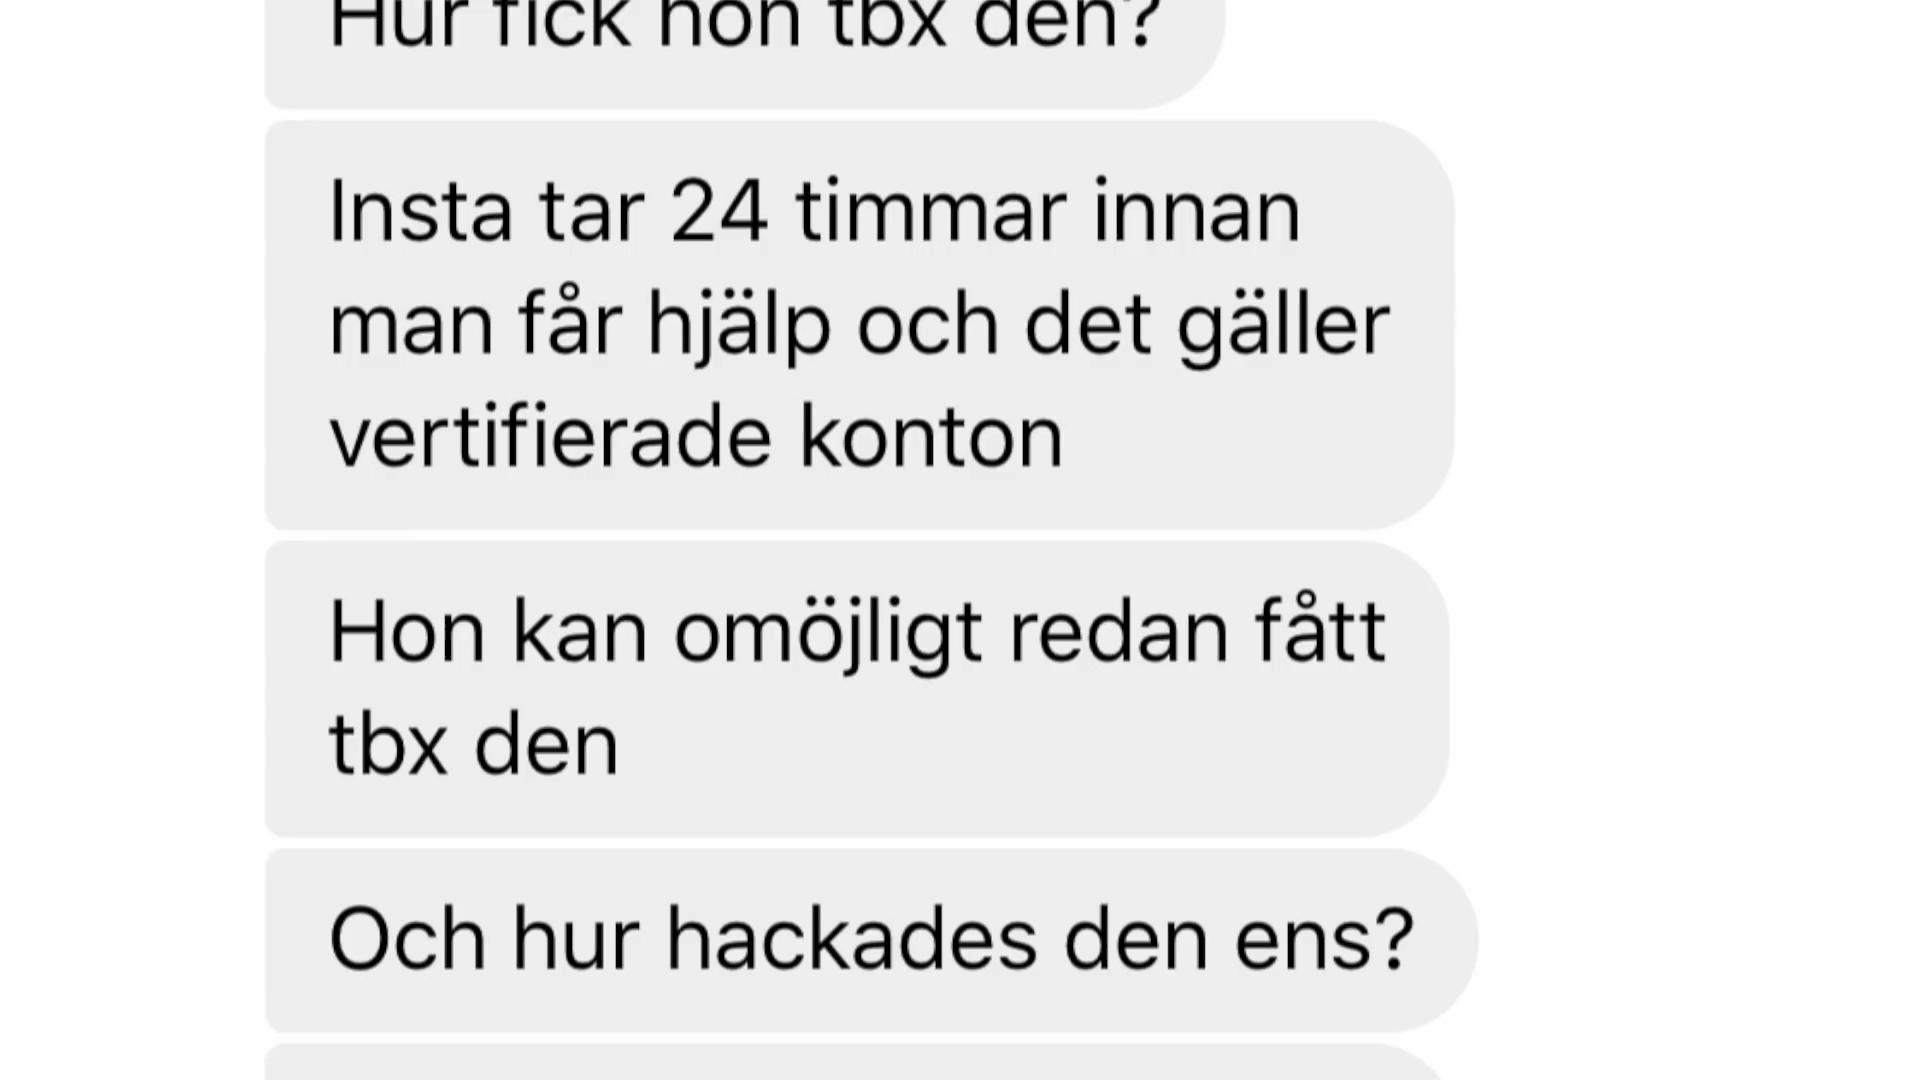 Hur fick hon tbx den?
Insta tar 24 timmar innan
man får hjälp och det gäller
vertifierade konton
Hon kan omöjligt redan fått
tbx den
Och hur hackades den ens?